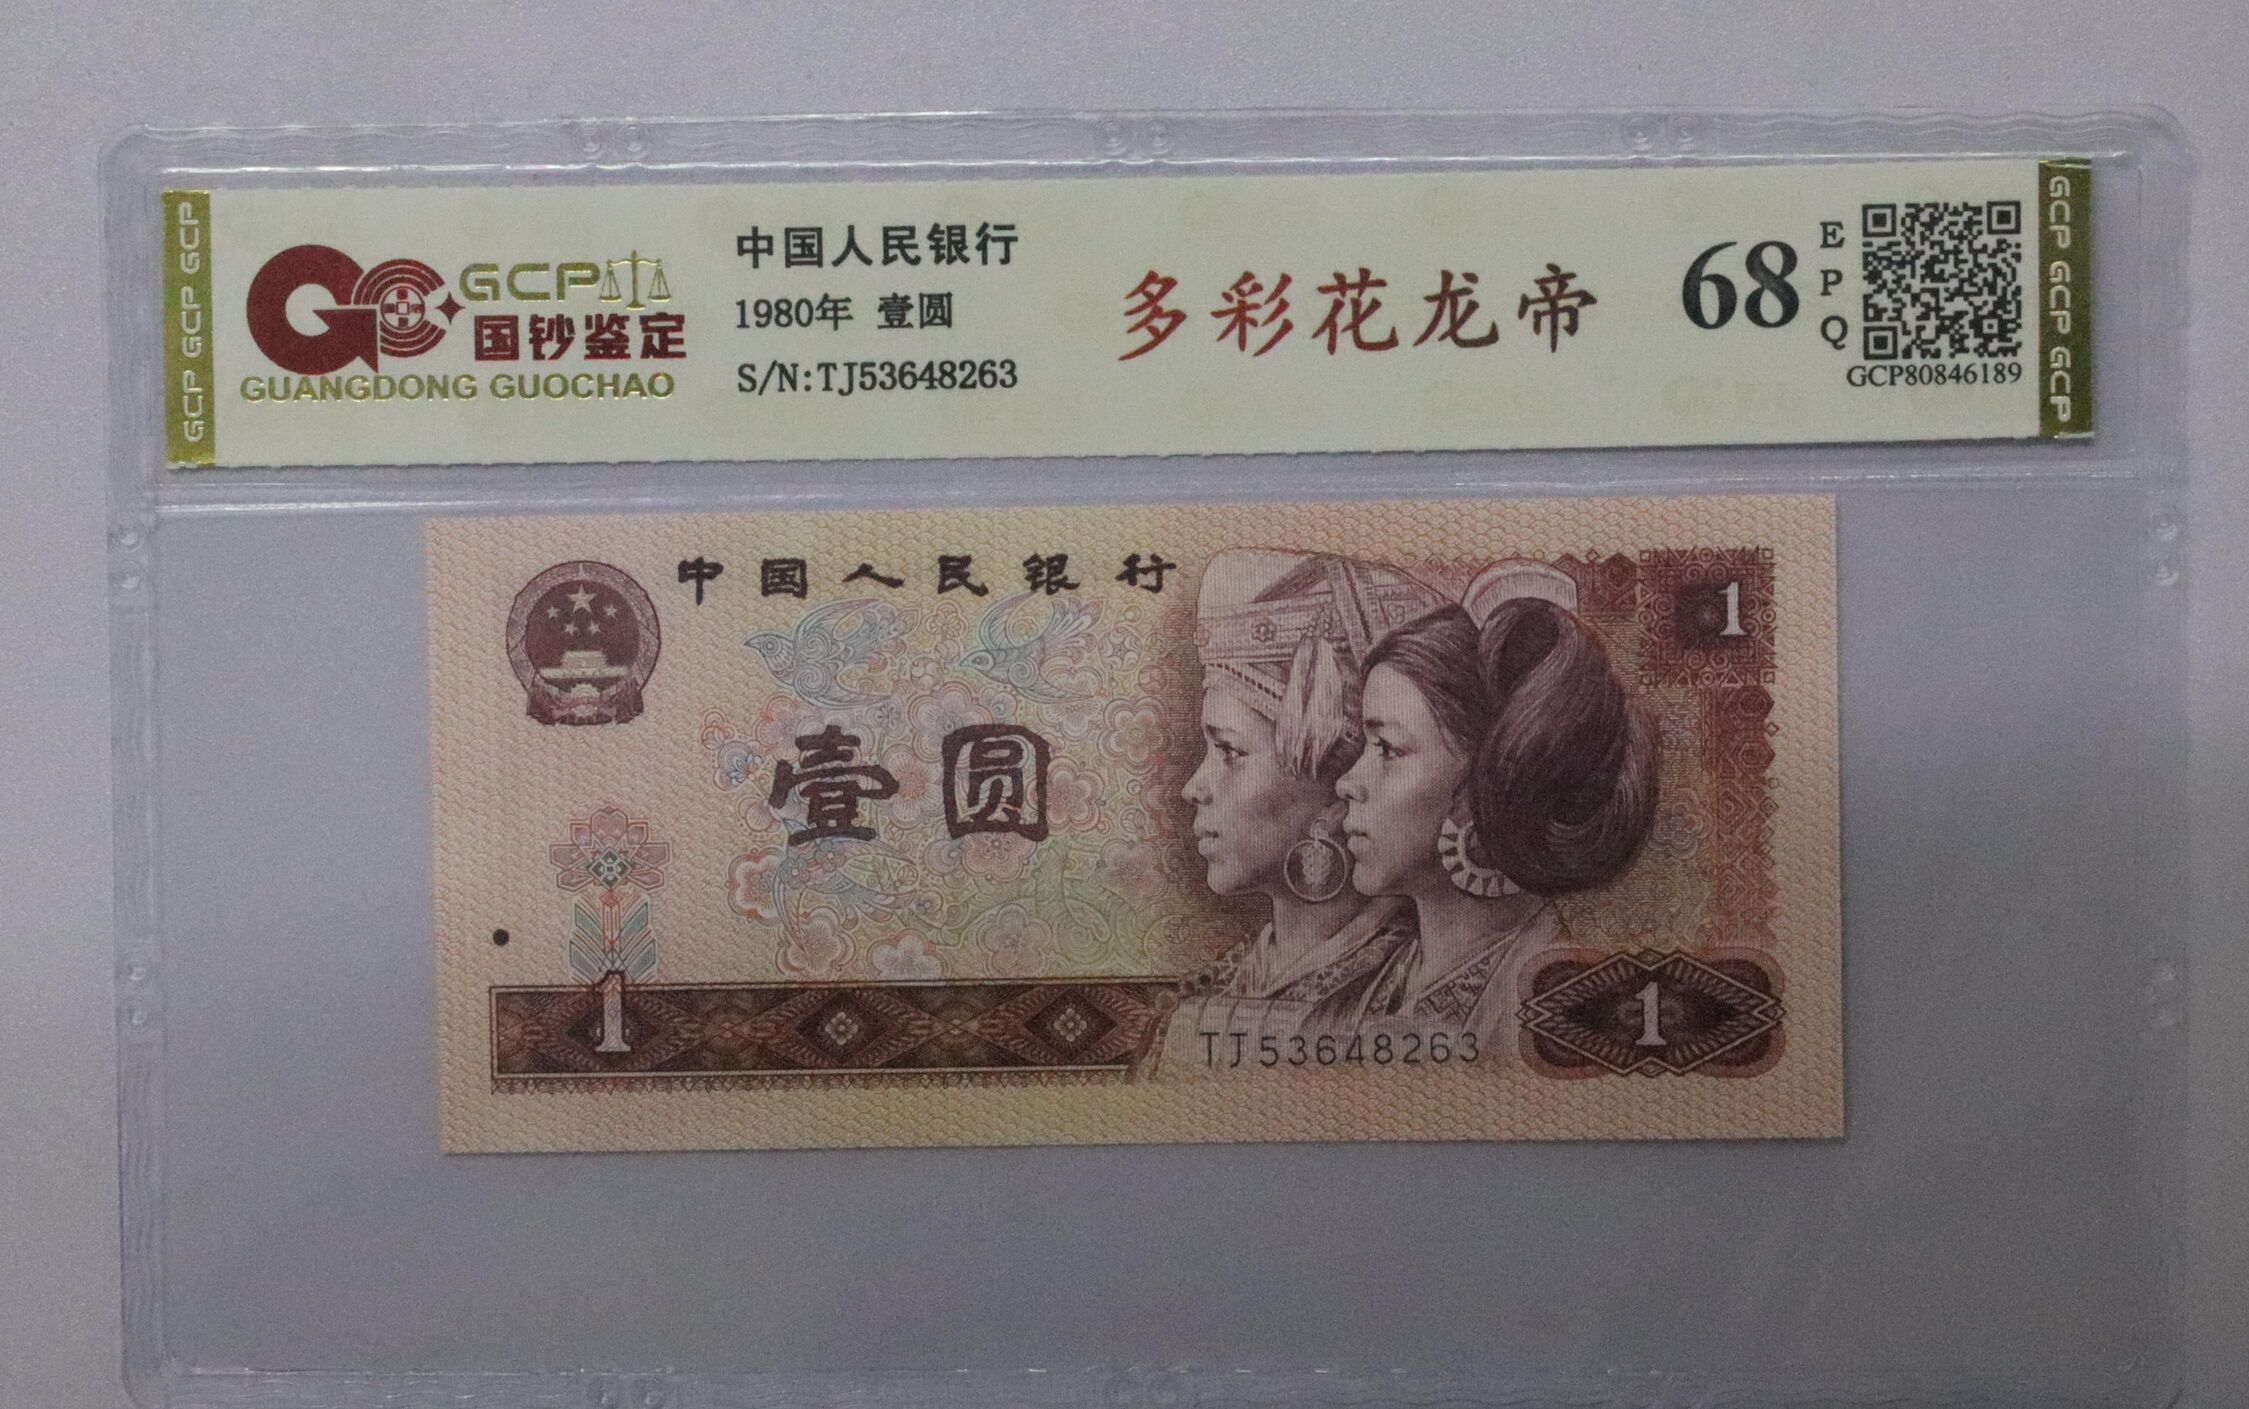 GCP GCP GCP
GCP
国钞鉴定
GUANGDONG GUOCHAO
中国人民银行
1980年 壹圆
S/N:TJ53648263
多彩花龙帝
68
EPQ
GCP80846189
GCP GCP GCP
中国人民银行
1
壹圆
1
TJ53648263
1